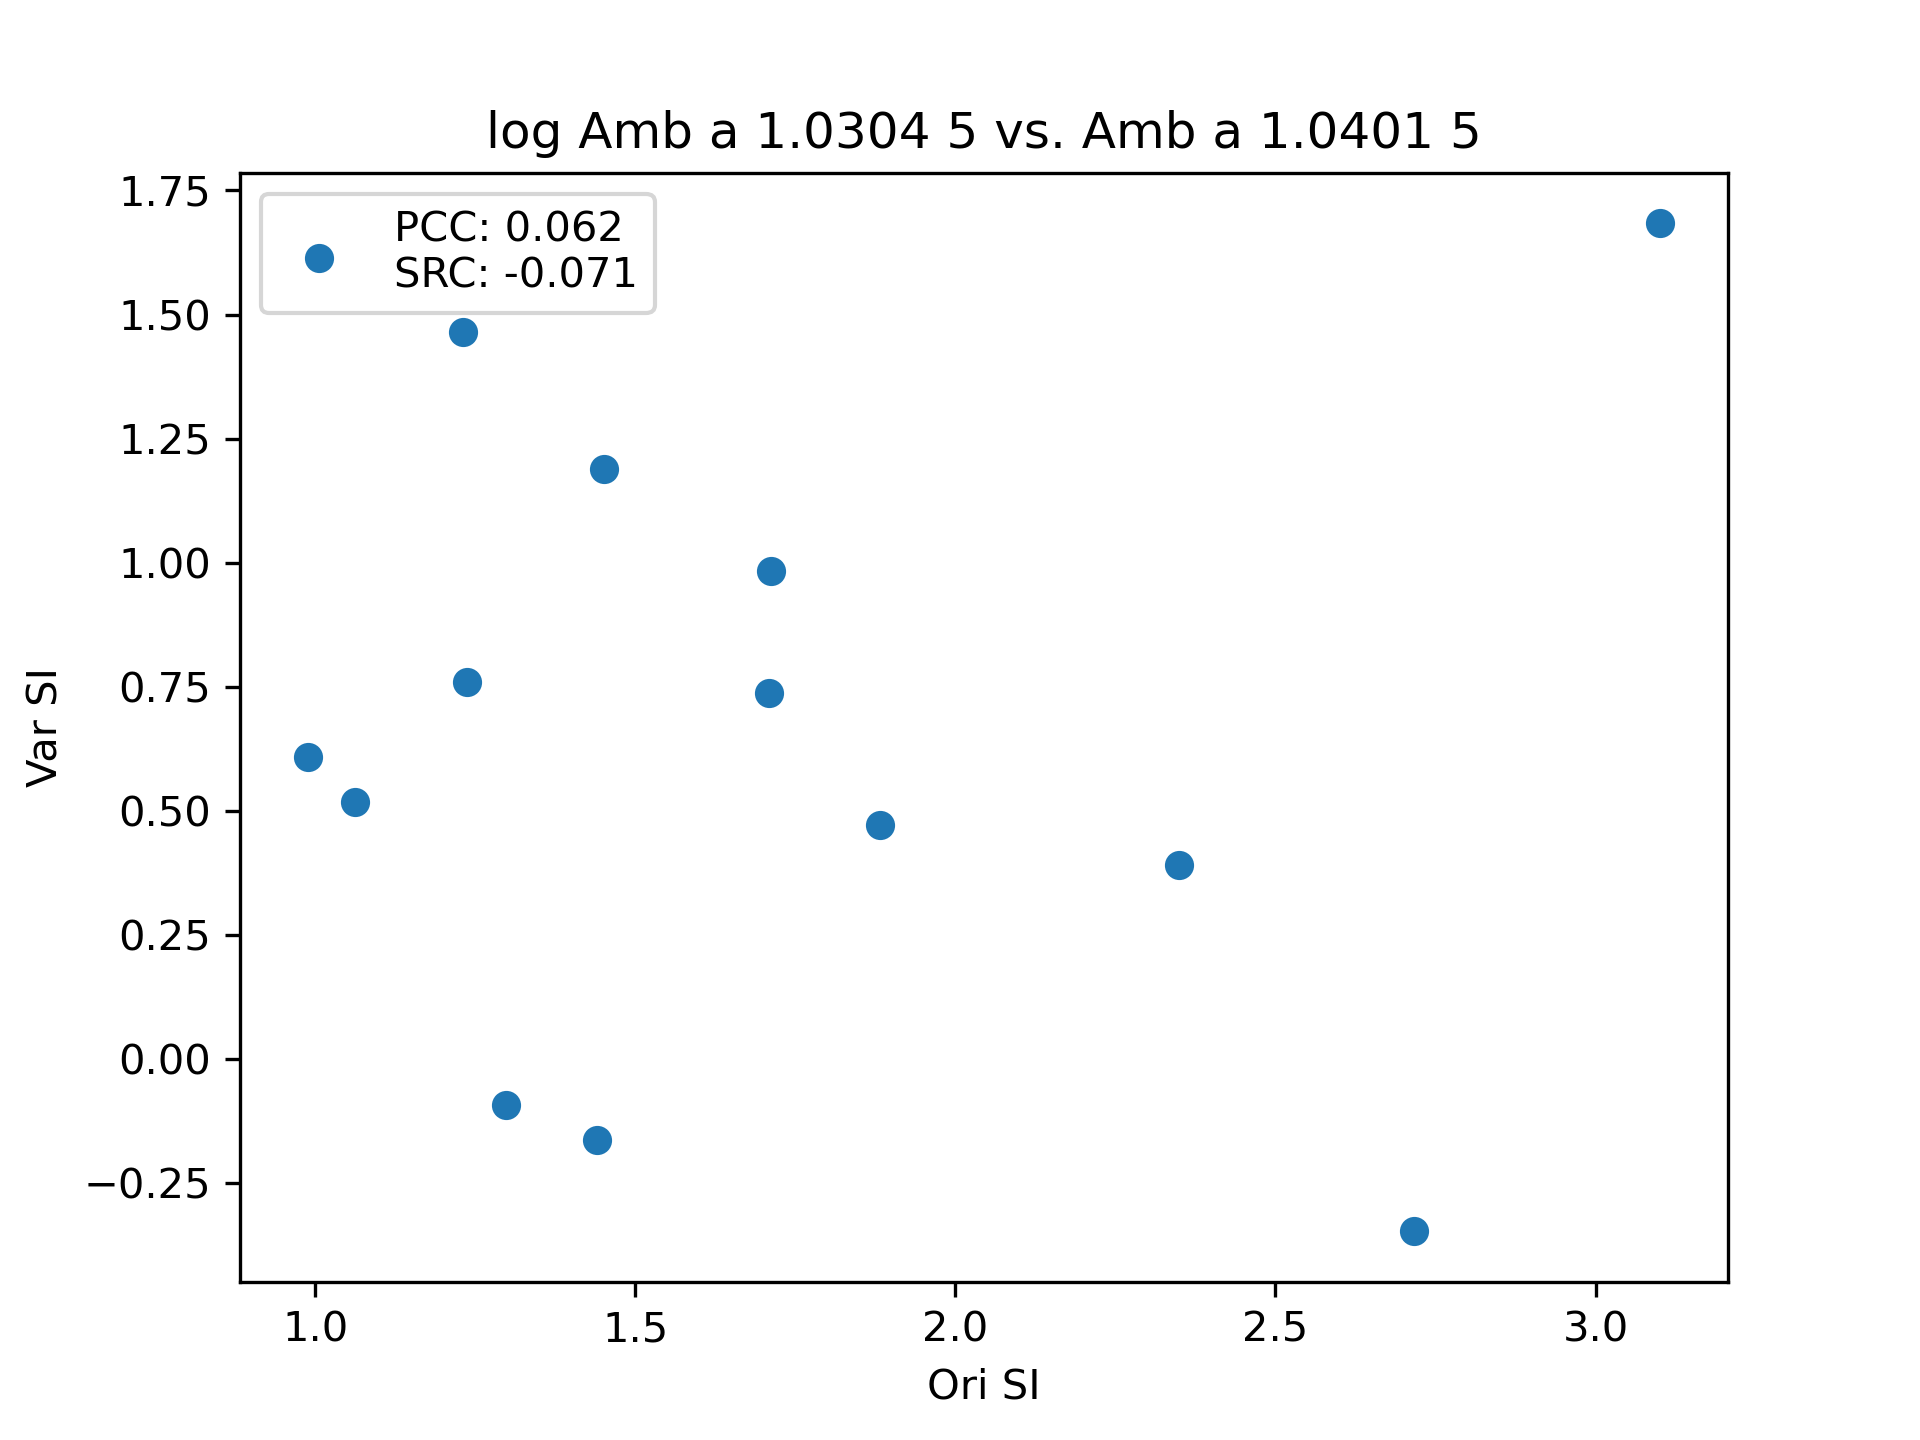 log Amb a 1.0304 5 vs. Amb a 1.0401 5
PCC: 0.062
SRC: -0.071
1.75
1.50
1.25
1.00
0.75
0.50
0.25
0.00
−0.25
Var SI
1.0 1.5 2.0 2.5 3.0
Ori SI